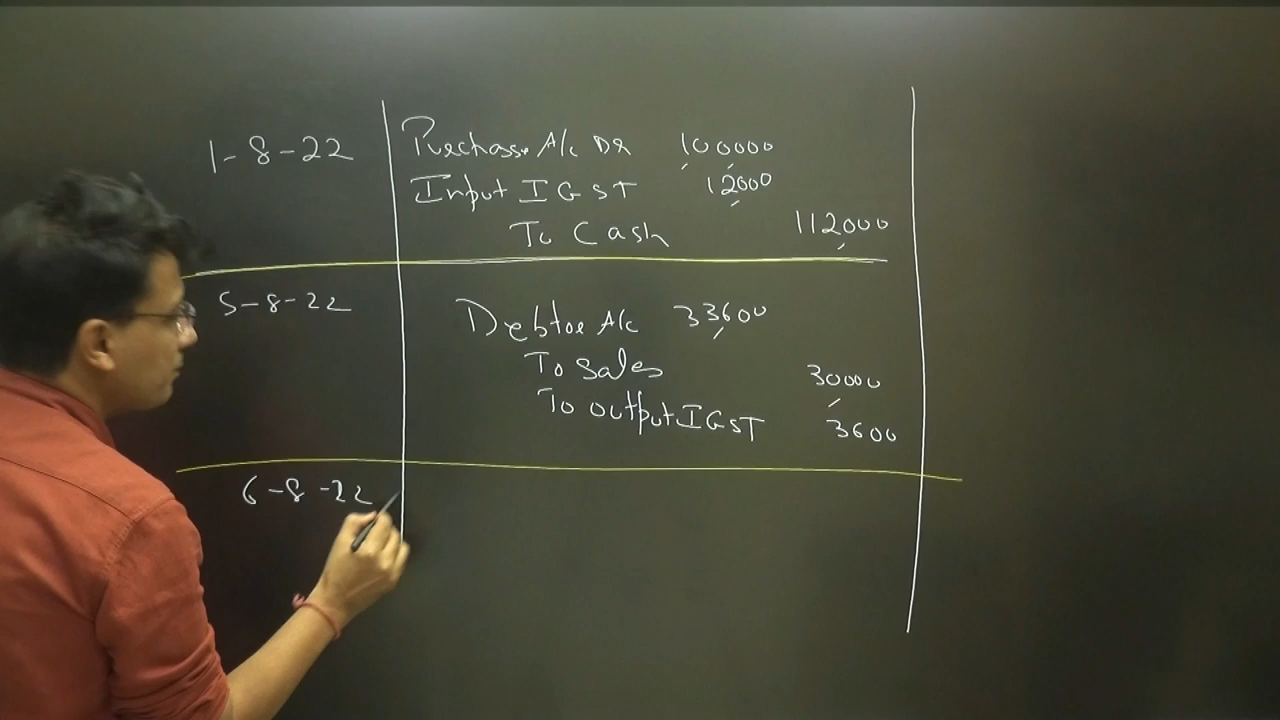 1-8-22 Purchase A/c DR 100000
Input IGST 12000
To Cash 112000
5-8-22 Debtor A/c 33600
To Sales 30000
To output IGST 3600
6-8-22